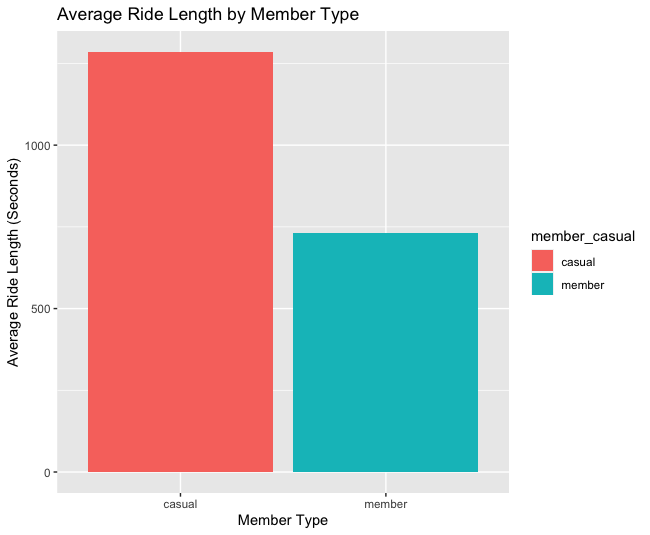 Average Ride Length by Member Type
Average Ride Length (Seconds)
1000
500
0
casual
member
Member Type
member_casual
casual
member